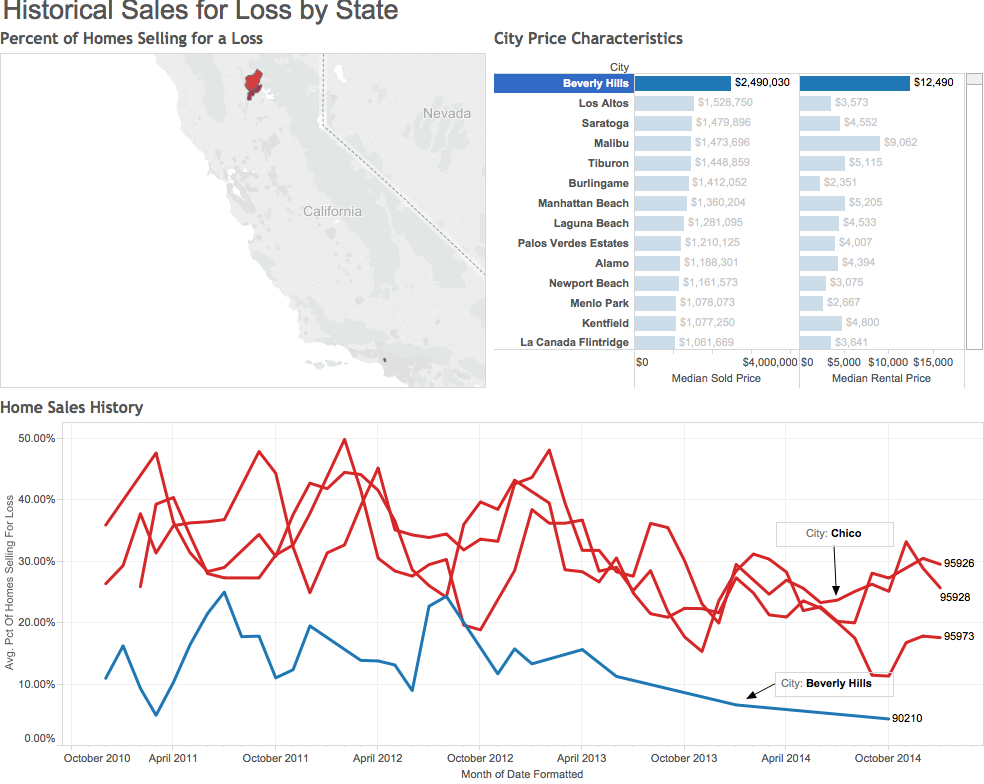 Historical Sales for Loss by State
Percent of Homes Selling for a Loss
Nevada
California
City Price Characteristics
City
Beverly Hills $2,490,030 $12,490
Los Altos $1,528,750 $3,573
Saratoga $1,479,896 $4,552
Malibu $1,473,696 $9,062
Tiburon $1,448,859 $5,115
Burlingame $1,412,052 $2,351
Manhattan Beach $1,360,204 $5,205
Laguna Beach $1,281,095 $4,533
Palos Verdes Estates $1,210,125 $4,007
Alamo $1,188,301 $4,394
Newport Beach $1,161,573 $3,075
Menlo Park $1,078,073 $2,667
Kentfield $1,077,250 $4,800
La Canada Flintridge $1,061,669 $3,641
$0 $4,000,000 $0 $5,000 $10,000 $15,000
Median Sold Price Median Rental Price
Home Sales History
Avg. Pct Of Homes Selling For Loss
50.00%
40.00%
30.00%
20.00%
10.00%
0.00%
City: Chico
95926
95928
95973
City: Beverly Hills
90210
October 2010 April 2011 October 2011 April 2012 October 2012 April 2013 October 2013 April 2014 October 2014
Month of Date Formatted